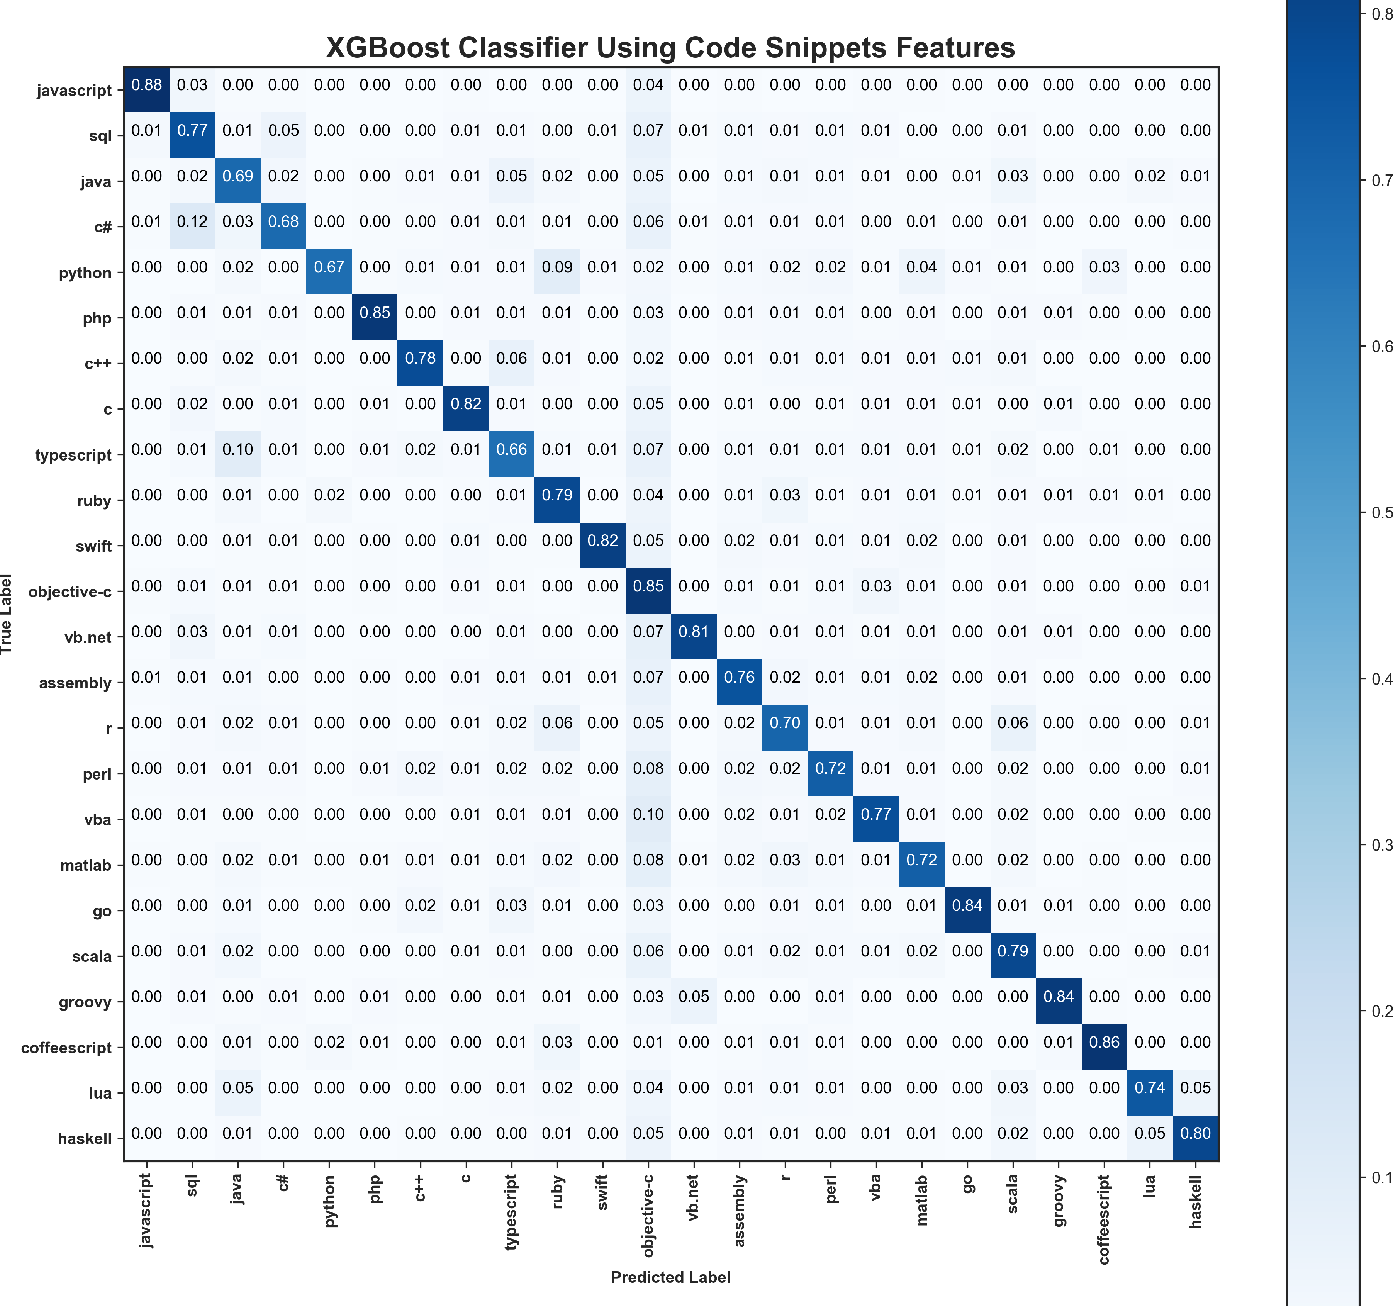 XGBoost Classifier Using Code Snippets Features
javascript 0.88 0.03 0.00 0.00 0.00 0.00 0.00 0.00 0.00 0.00 0.00 0.04 0.00 0.00 0.00 0.00 0.00 0.00 0.00 0.00 0.00 0.00 0.00 0.00
sql 0.01 0.77 0.01 0.05 0.00 0.00 0.00 0.01 0.01 0.00 0.01 0.07 0.01 0.01 0.01 0.01 0.01 0.00 0.00 0.01 0.00 0.00 0.00 0.00
java 0.00 0.02 0.69 0.02 0.00 0.00 0.01 0.01 0.05 0.02 0.00 0.05 0.00 0.01 0.01 0.01 0.01 0.00 0.01 0.03 0.00 0.00 0.02 0.01
c# 0.01 0.12 0.03 0.68 0.00 0.00 0.00 0.01 0.01 0.01 0.00 0.06 0.01 0.01 0.01 0.01 0.00 0.01 0.00 0.01 0.00 0.00 0.00 0.00
python 0.00 0.00 0.02 0.00 0.67 0.00 0.01 0.01 0.01 0.09 0.01 0.02 0.00 0.01 0.02 0.02 0.01 0.04 0.01 0.01 0.00 0.03 0.00 0.00
php 0.00 0.01 0.01 0.01 0.00 0.85 0.00 0.01 0.01 0.01 0.00 0.03 0.00 0.01 0.01 0.01 0.00 0.01 0.00 0.01 0.01 0.00 0.00 0.00
c++ 0.00 0.00 0.02 0.01 0.00 0.00 0.78 0.00 0.06 0.01 0.00 0.02 0.00 0.01 0.01 0.01 0.01 0.01 0.01 0.01 0.00 0.00 0.00 0.00
c 0.00 0.02 0.00 0.01 0.00 0.01 0.00 0.82 0.01 0.00 0.00 0.05 0.00 0.01 0.00 0.01 0.01 0.01 0.01 0.00 0.01 0.00 0.00 0.00
typescript 0.00 0.01 0.10 0.01 0.00 0.01 0.02 0.01 0.66 0.01 0.01 0.07 0.00 0.01 0.01 0.01 0.01 0.01 0.01 0.02 0.00 0.01 0.00 0.00
ruby 0.00 0.00 0.01 0.00 0.02 0.00 0.00 0.00 0.01 0.79 0.00 0.04 0.00 0.01 0.03 0.01 0.01 0.01 0.01 0.01 0.01 0.01 0.01 0.00
swift 0.00 0.00 0.01 0.01 0.00 0.00 0.00 0.01 0.00 0.00 0.82 0.05 0.00 0.02 0.01 0.01 0.01 0.02 0.00 0.01 0.00 0.00 0.00 0.00
objective-c 0.00 0.01 0.01 0.01 0.00 0.00 0.00 0.01 0.01 0.00 0.00 0.85 0.00 0.01 0.01 0.01 0.03 0.01 0.00 0.01 0.00 0.00 0.00 0.01
vb.net 0.00 0.03 0.01 0.01 0.00 0.00 0.00 0.00 0.01 0.00 0.00 0.07 0.81 0.00 0.01 0.01 0.01 0.00 0.00 0.01 0.01 0.00 0.00 0.00
assembly 0.01 0.01 0.01 0.00 0.00 0.00 0.00 0.01 0.01 0.01 0.01 0.07 0.00 0.76 0.02 0.01 0.01 0.02 0.00 0.01 0.00 0.00 0.00 0.00
r 0.00 0.01 0.02 0.01 0.00 0.00 0.00 0.01 0.02 0.06 0.00 0.05 0.00 0.02 0.70 0.01 0.01 0.01 0.00 0.06 0.00 0.00 0.00 0.01
perl 0.00 0.01 0.01 0.01 0.00 0.01 0.02 0.01 0.02 0.02 0.00 0.08 0.00 0.02 0.02 0.72 0.01 0.01 0.00 0.02 0.00 0.00 0.00 0.01
vba 0.00 0.01 0.00 0.00 0.00 0.00 0.00 0.01 0.01 0.01 0.00 0.10 0.00 0.02 0.01 0.02 0.77 0.01 0.00 0.02 0.00 0.00 0.00 0.00
matlab 0.00 0.00 0.02 0.01 0.00 0.01 0.01 0.01 0.01 0.02 0.00 0.08 0.01 0.02 0.03 0.01 0.01 0.72 0.00 0.02 0.00 0.00 0.00 0.00
go 0.00 0.00 0.01 0.00 0.00 0.00 0.02 0.01 0.03 0.01 0.00 0.03 0.00 0.00 0.01 0.01 0.00 0.01 0.84 0.01 0.01 0.00 0.00 0.00
scala 0.00 0.01 0.02 0.00 0.00 0.00 0.00 0.01 0.01 0.00 0.00 0.06 0.00 0.01 0.02 0.01 0.01 0.02 0.00 0.79 0.00 0.00 0.00 0.01
groovy 0.00 0.01 0.00 0.01 0.00 0.01 0.00 0.00 0.01 0.01 0.00 0.03 0.05 0.00 0.00 0.01 0.00 0.00 0.00 0.00 0.84 0.00 0.00 0.00
coffeescript 0.00 0.00 0.01 0.00 0.02 0.01 0.00 0.00 0.01 0.03 0.00 0.01 0.00 0.01 0.01 0.01 0.00 0.00 0.00 0.00 0.01 0.86 0.00 0.00
lua 0.00 0.00 0.05 0.00 0.00 0.00 0.00 0.00 0.01 0.02 0.00 0.04 0.00 0.01 0.01 0.01 0.00 0.00 0.00 0.03 0.00 0.00 0.74 0.05
haskell 0.00 0.00 0.01 0.00 0.00 0.00 0.00 0.00 0.00 0.01 0.00 0.05 0.00 0.01 0.01 0.00 0.01 0.01 0.00 0.02 0.00 0.00 0.05 0.80
javascript sql java c# python php c++ c typescript ruby swift objective-c vb.net assembly r perl vba matlab go scala groovy coffeescript lua haskell
Predicted Label
True Label
0.8
0.7
0.6
0.5
0.4
0.3
0.2
0.1